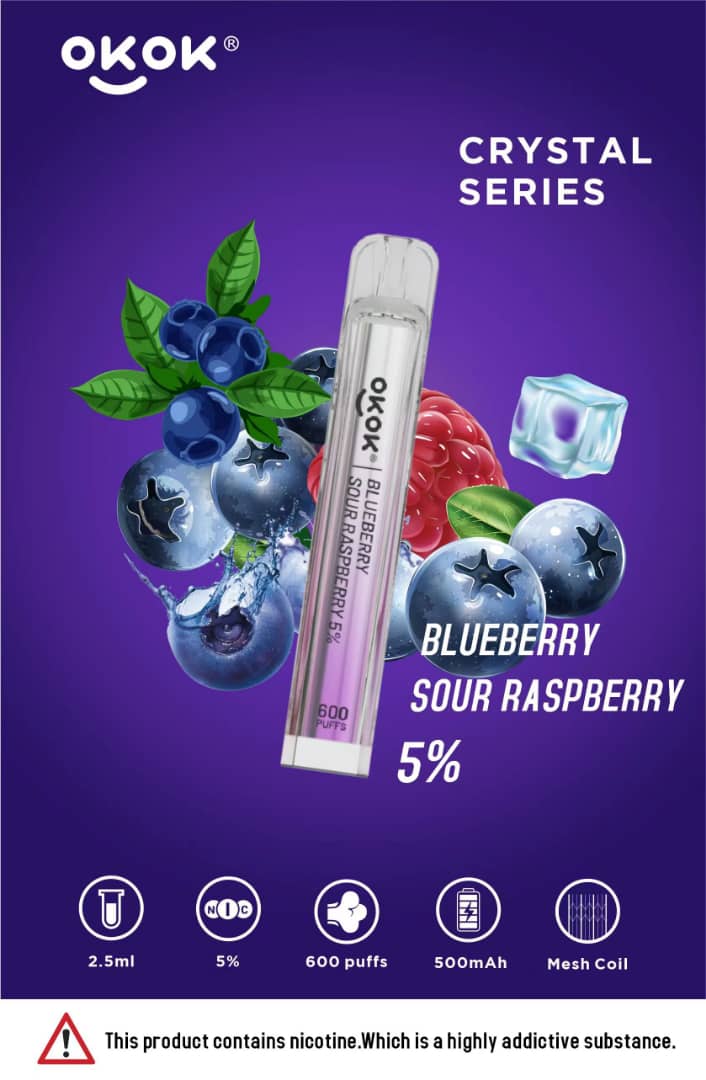 OKOK®
CRYSTAL
SERIES
OKOK®
BLUEBERRY
SOUR RASPBERRY 5%
600
PUFFS
BLUEBERRY
SOUR RASPBERRY
5%
NIC
2.5ml
5%
600 puffs
500mAh
Mesh Coil
This product contains nicotine.Which is a highly addictive substance.